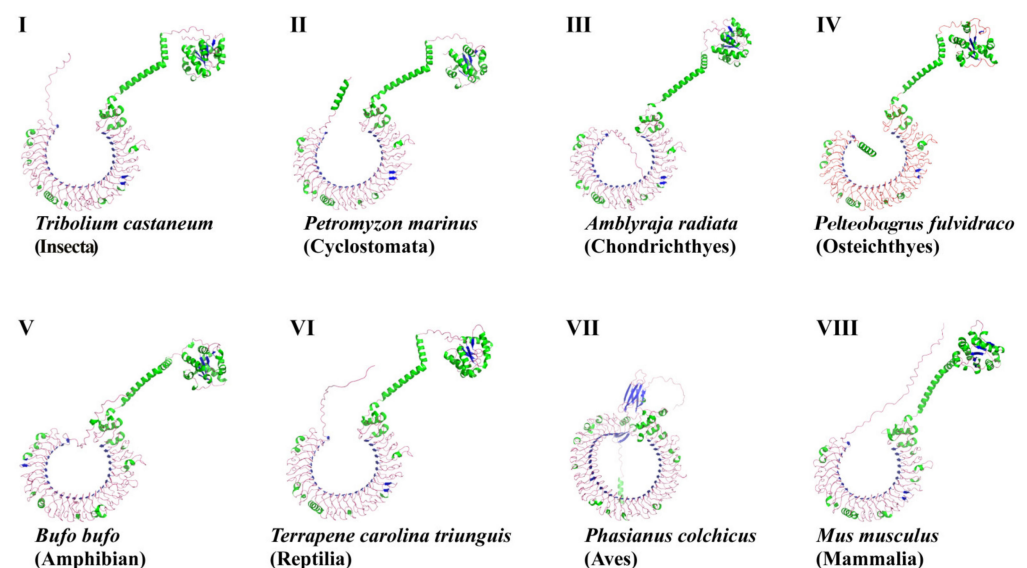 I
II
III
IV
Tribolium castaneum
(Insecta)
Petromyzon marinus
(Cyclostomata)
Amblyraja radiata
(Chondrichthyes)
Pelteobagrus fulvidraco
(Osteichthyes)
V
VI
VII
VIII
Bufo bufo
(Amphibian)
Terrapene carolina triunguis
(Reptilia)
Phasianus colchicus
(Aves)
Mus musculus
(Mammalia)